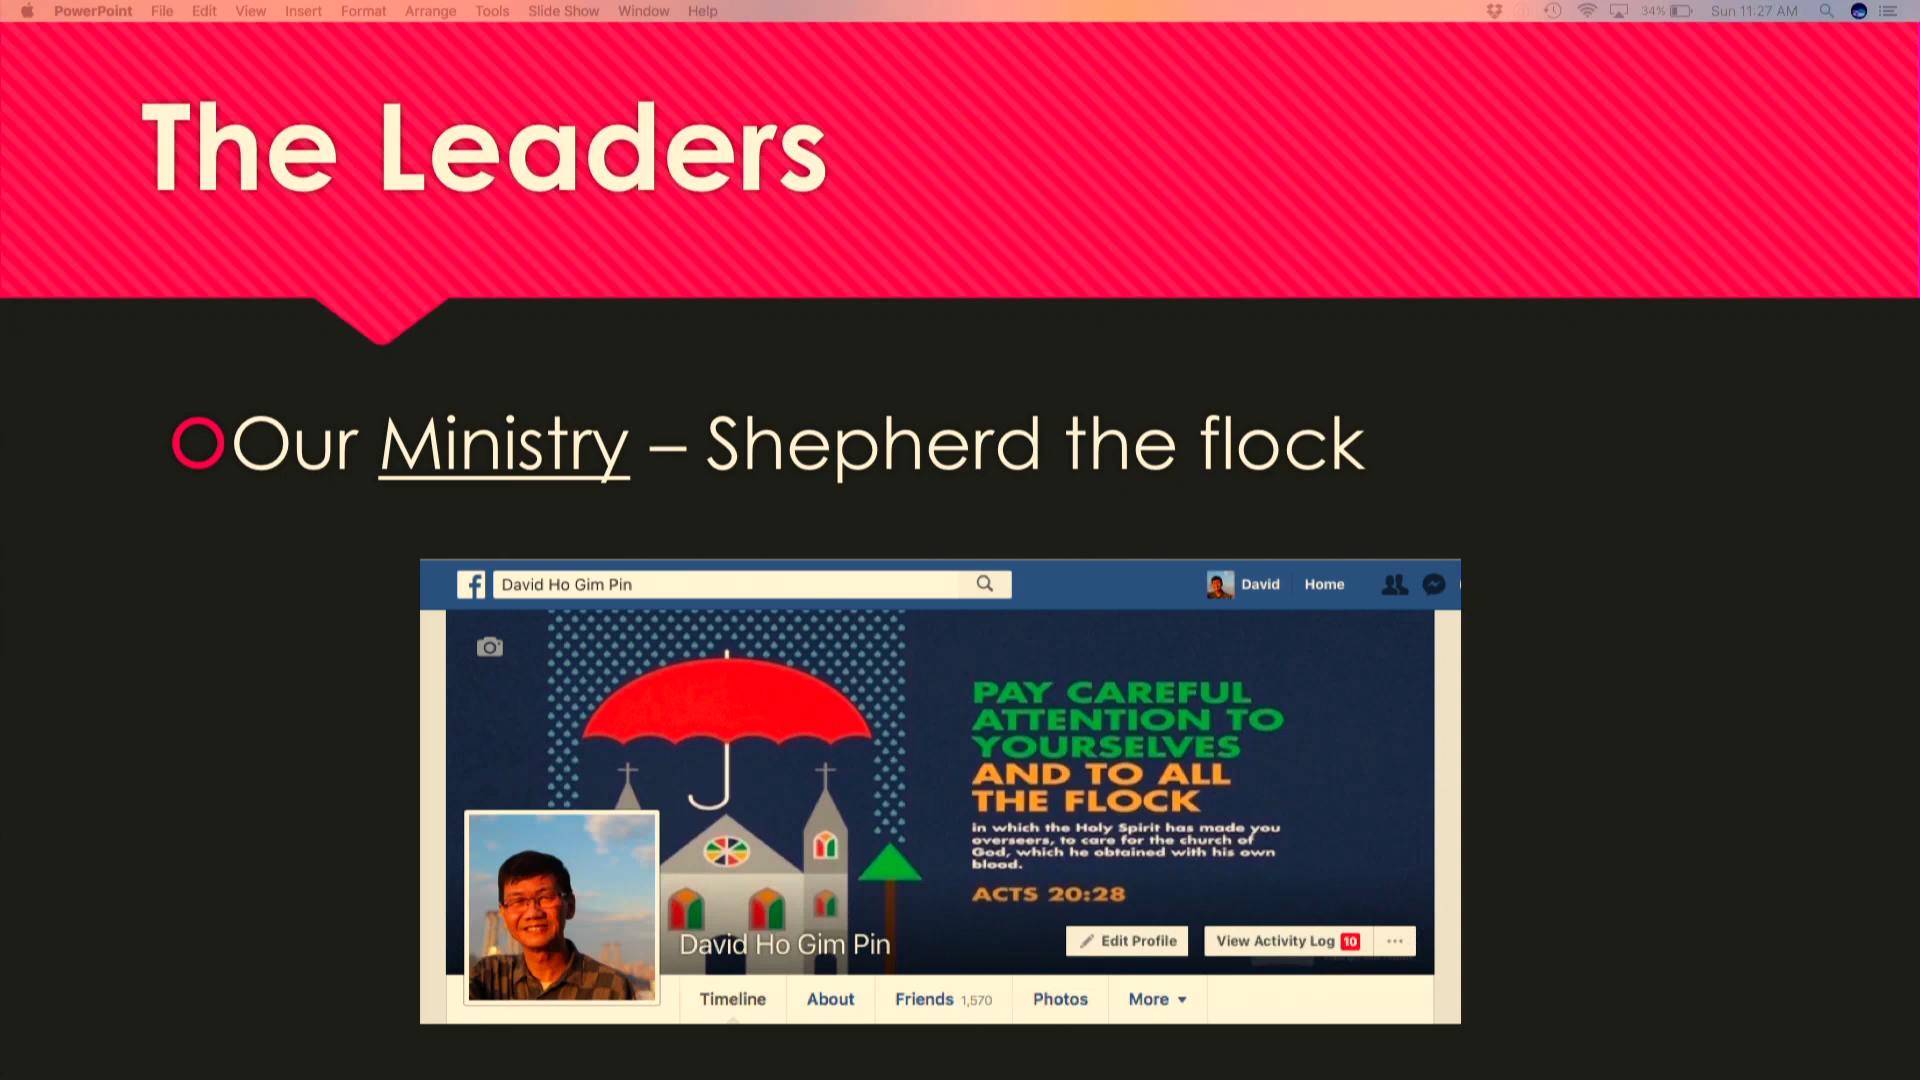 PowerPoint File Edit View Insert Format Arrange Tools Slide Show Window Help 34% Sun 11:27 AM
The Leaders
Our Ministry – Shepherd the flock
f David Ho Gim Pin David Home
PAY CAREFUL
ATTENTION TO
YOURSELVES
AND TO ALL
THE FLOCK
in which the Holy Spirit has made you
overseers, to care for the church of
God, which he obtained with his own
blood.
ACTS 20:28
David Ho Gim Pin Edit Profile View Activity Log 10 ...
Timeline About Friends 1,570 Photos More